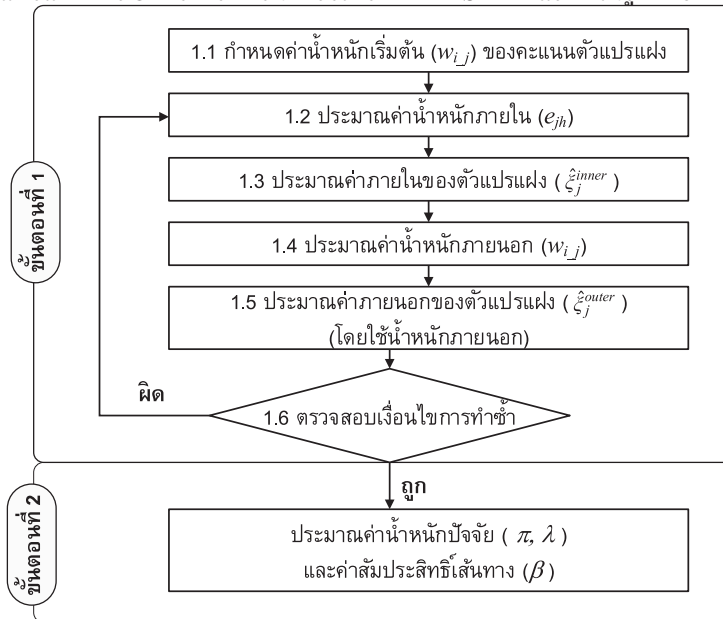 ขั้นตอนที่ 1
1.1 กำหนดค่าน้ำหนักเริ่มต้น (w_{i_j}) ของคะแนนตัวแปรแฝง
1.2 ประมาณค่าน้ำหนักภายใน (e_{jh})
1.3 ประมาณค่าภายในของตัวแปรแฝง ( \hat{ξ}_j^{inner} )
1.4 ประมาณค่าน้ำหนักภายนอก (w_{i_j})
1.5 ประมาณค่าภายนอกของตัวแปรแฝง ( \hat{ξ}_j^{outer} )
(โดยใช้น้ำหนักภายนอก)
ผิด
1.6 ตรวจสอบเงื่อนไขการทำซ้ำ
ถูก
ขั้นตอนที่ 2
ประมาณค่าน้ำหนักปัจจัย ( π, λ )
และค่าสัมประสิทธิ์เส้นทาง (β)